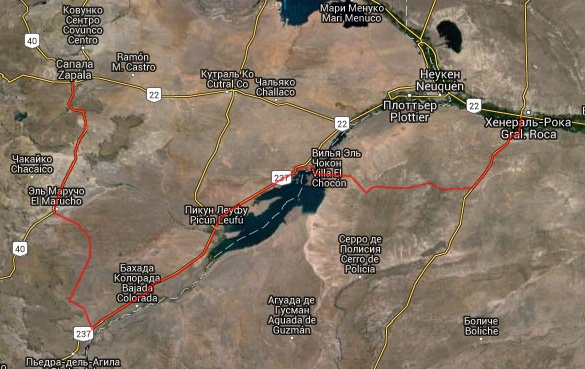 Мари Менуко
Mari Menuco
Ковунко
Сентро
Covunco
Centro
40
Сапала
Zapala
Ramón
M. Castro
22
Кутраль Ко
Cutral Co
Чальяко
Challaco
Неукен
Neuquén
Плоттьер
Plottier
22
22
Хенераль-Рока
Gral. Roca
Чакайко
Chacaico
Эль Маручо
El Marucho
237
Вилья Эль
Чокон
Villa El
Chocón
Пикун Леуфу
Picún Leufú
40
Серро де
Полисия
Cerro de
Policía
Бахада
Колорада
Bajada
Colorada
Агуада де
Гусман
Aguada de
Guzmán
Боличе
Boliche
237
Пьедра-дель-Агила